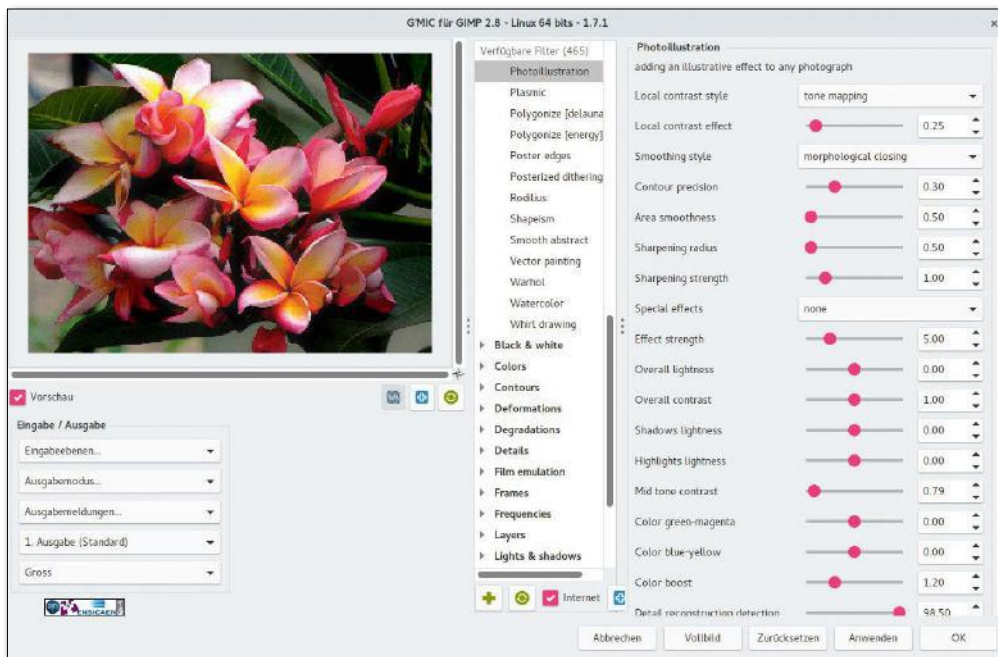 G'MIC für GIMP 2.8 - Linux 64 bits - 1.7.1
×
Vorschau
Eingabe / Ausgabe
Eingabeebenen...
Ausgabemodus...
Ausgabemeldungen...
1. Ausgabe (Standard)
Gross
ENSICAEN
Verfügbare Filter (465)
Photoillustration
Plasmic
Polygonize [delauna
Polygonize [energy]
Poster edges
Posterized dithering
Rodilius
Shapeism
Smooth abstract
Vector painting
Warhol
Watercolor
Whirl drawing
Black & white
Colors
Contours
Deformations
Degradations
Details
Film emulation
Frames
Frequencies
Layers
Lights & shadows
Internet
Photoillustration
adding an illustrative effect to any photograph
Local contrast style tone mapping
Local contrast effect 0.25
Smoothing style morphological closing
Contour precision 0.30
Area smoothness 0.50
Sharpening radius 0.50
Sharpening strength 1.00
Special effects none
Effect strength 5.00
Overall lightness 0.00
Overall contrast 1.00
Shadows lightness 0.00
Highlights lightness 0.00
Mid tone contrast 0.79
Color green-magenta 0.00
Color blue-yellow 0.00
Color boost 1.20
Detail reconstruction detection 98.50
Abbrechen
Vollbild
Zurücksetzen
Anwenden
OK